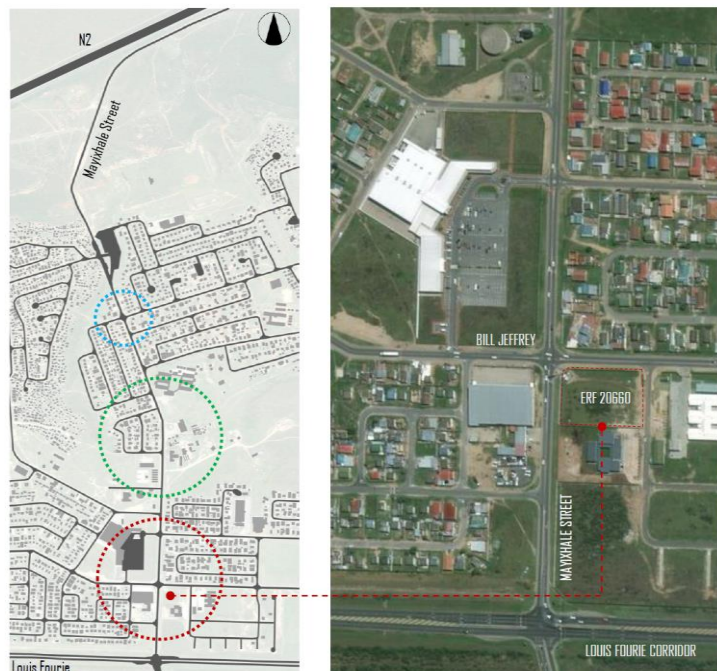 N2
Mayixhale Street
Louis Fourie
BILL JEFFREY
ERF 20660
MAYIXHALE STREET
LOUIS FOURIE CORRIDOR